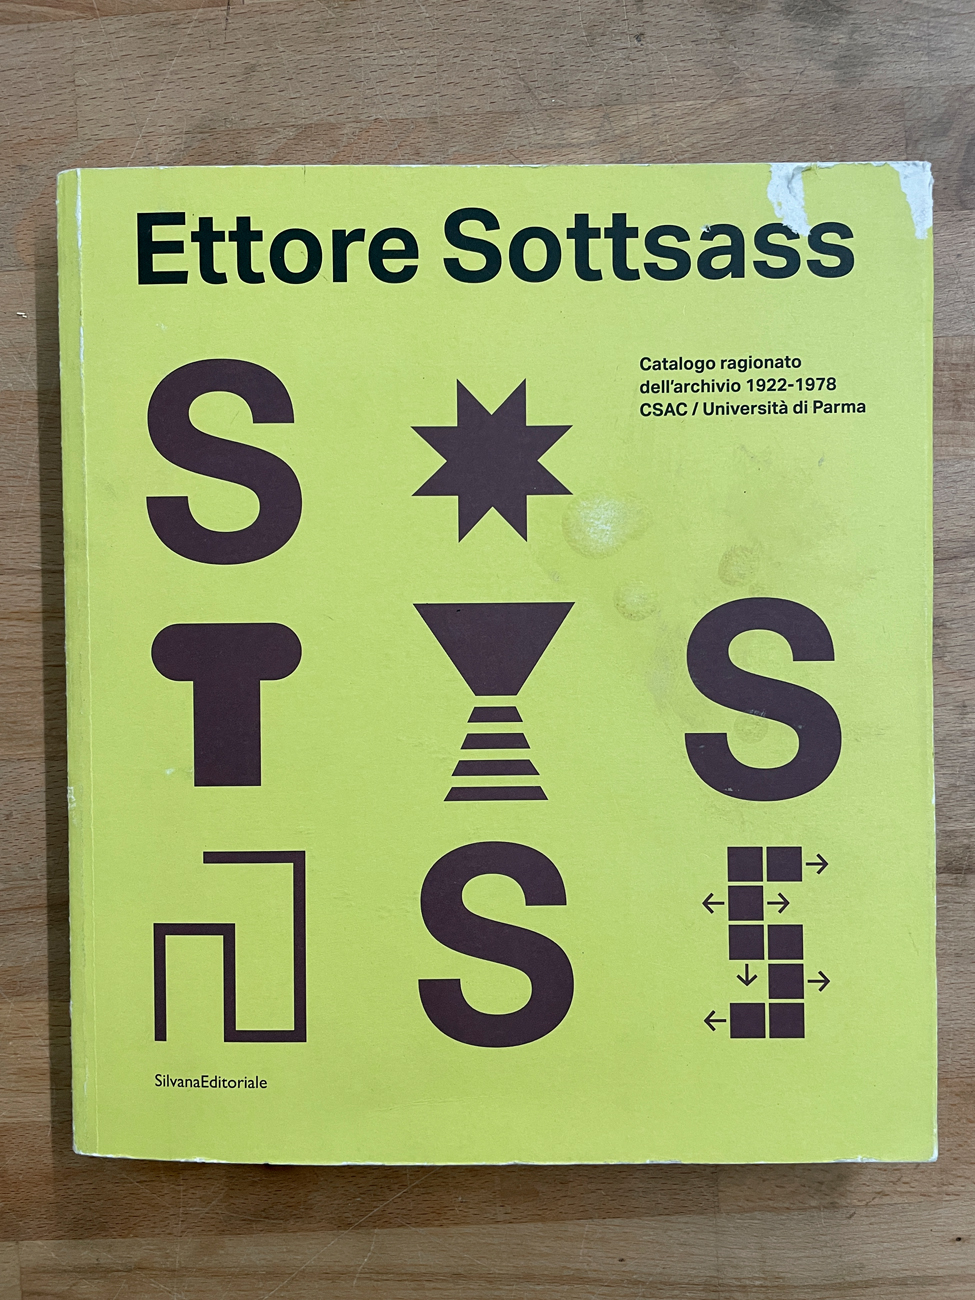 Ettore Sottsass
Catalogo ragionato
dell'archivio 1922-1978
CSAC / Università di Parma
S
T S
S
SilvanaEditoriale